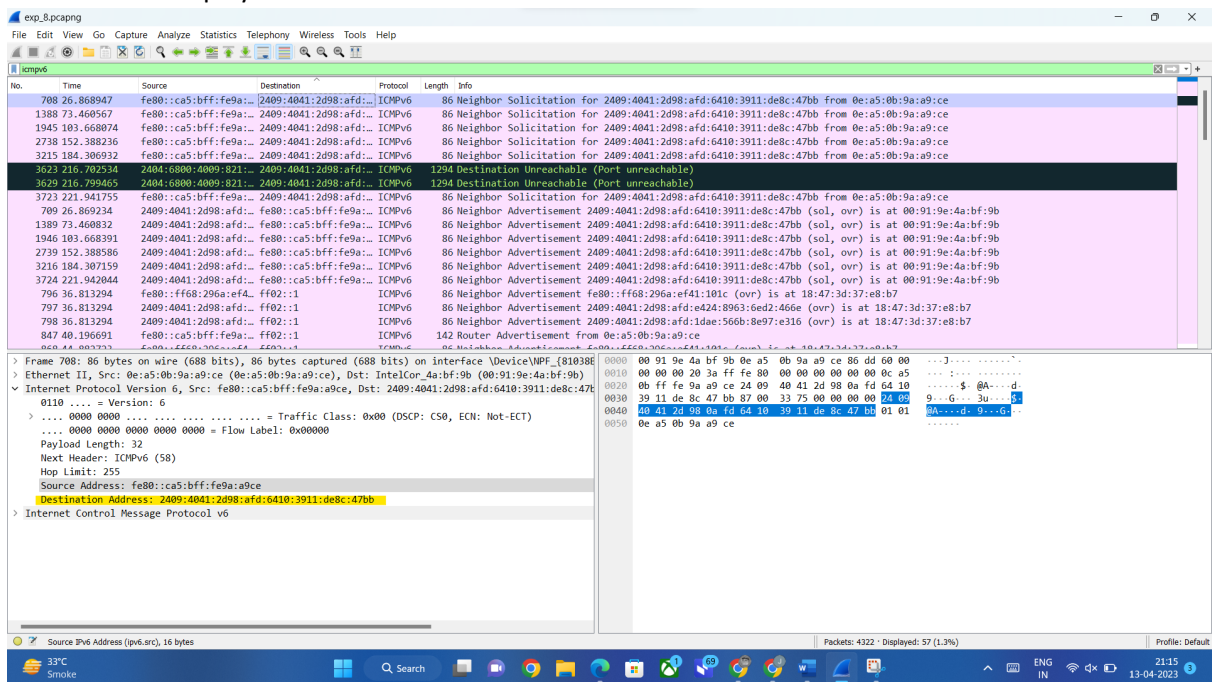 exp_8.pcapng
File Edit View Go Capture Analyze Statistics Telephony Wireless Tools Help
icmpv6
No. Time Source Destination Protocol Length Info
708 26.868947 fe80::ca5:bff:fe9a:… 2409:4041:2d98:afd:… ICMPv6 86 Neighbor Solicitation for 2409:4041:2d98:afd:6410:3911:de8c:47bb from 0e:a5:0b:9a:a9:ce
1388 73.460567 fe80::ca5:bff:fe9a:… 2409:4041:2d98:afd:… ICMPv6 86 Neighbor Solicitation for 2409:4041:2d98:afd:6410:3911:de8c:47bb from 0e:a5:0b:9a:a9:ce
1945 103.668074 fe80::ca5:bff:fe9a:… 2409:4041:2d98:afd:… ICMPv6 86 Neighbor Solicitation for 2409:4041:2d98:afd:6410:3911:de8c:47bb from 0e:a5:0b:9a:a9:ce
2738 152.388236 fe80::ca5:bff:fe9a:… 2409:4041:2d98:afd:… ICMPv6 86 Neighbor Solicitation for 2409:4041:2d98:afd:6410:3911:de8c:47bb from 0e:a5:0b:9a:a9:ce
3215 184.306932 fe80::ca5:bff:fe9a:… 2409:4041:2d98:afd:… ICMPv6 86 Neighbor Solicitation for 2409:4041:2d98:afd:6410:3911:de8c:47bb from 0e:a5:0b:9a:a9:ce
3623 216.702534 2404:6800:4009:821:… 2409:4041:2d98:afd:… ICMPv6 1294 Destination Unreachable (Port unreachable)
3629 216.799465 2404:6800:4009:821:… 2409:4041:2d98:afd:… ICMPv6 1294 Destination Unreachable (Port unreachable)
3723 221.941755 fe80::ca5:bff:fe9a:… 2409:4041:2d98:afd:… ICMPv6 86 Neighbor Solicitation for 2409:4041:2d98:afd:6410:3911:de8c:47bb from 0e:a5:0b:9a:a9:ce
709 26.869234 2409:4041:2d98:afd:… fe80::ca5:bff:fe9a:… ICMPv6 86 Neighbor Advertisement 2409:4041:2d98:afd:6410:3911:de8c:47bb (sol, ovr) is at 00:91:9e:4a:bf:9b
1389 73.460832 2409:4041:2d98:afd:… fe80::ca5:bff:fe9a:… ICMPv6 86 Neighbor Advertisement 2409:4041:2d98:afd:6410:3911:de8c:47bb (sol, ovr) is at 00:91:9e:4a:bf:9b
1946 103.668391 2409:4041:2d98:afd:… fe80::ca5:bff:fe9a:… ICMPv6 86 Neighbor Advertisement 2409:4041:2d98:afd:6410:3911:de8c:47bb (sol, ovr) is at 00:91:9e:4a:bf:9b
2739 152.388586 2409:4041:2d98:afd:… fe80::ca5:bff:fe9a:… ICMPv6 86 Neighbor Advertisement 2409:4041:2d98:afd:6410:3911:de8c:47bb (sol, ovr) is at 00:91:9e:4a:bf:9b
3216 184.307159 2409:4041:2d98:afd:… fe80::ca5:bff:fe9a:… ICMPv6 86 Neighbor Advertisement 2409:4041:2d98:afd:6410:3911:de8c:47bb (sol, ovr) is at 00:91:9e:4a:bf:9b
3724 221.942044 2409:4041:2d98:afd:… fe80::ca5:bff:fe9a:… ICMPv6 86 Neighbor Advertisement 2409:4041:2d98:afd:6410:3911:de8c:47bb (sol, ovr) is at 00:91:9e:4a:bf:9b
796 36.813294 fe80::ff68:296a:ef4… ff02::1 ICMPv6 86 Neighbor Advertisement fe80::ff68:296a:ef41:101c (ovr) is at 18:47:3d:37:e8:b7
797 36.813294 2409:4041:2d98:afd:… ff02::1 ICMPv6 86 Neighbor Advertisement 2409:4041:2d98:afd:e424:8963:6ed2:466e (ovr) is at 18:47:3d:37:e8:b7
798 36.813294 2409:4041:2d98:afd:… ff02::1 ICMPv6 86 Neighbor Advertisement 2409:4041:2d98:afd:1dae:566b:8e97:e316 (ovr) is at 18:47:3d:37:e8:b7
847 40.196691 fe80::ca5:bff:fe9a:… ff02::1 ICMPv6 142 Router Advertisement from 0e:a5:0b:9a:a9:ce
Frame 708: 86 bytes on wire (688 bits), 86 bytes captured (688 bits) on interface \Device\NPF_{81038E
Ethernet II, Src: 0e:a5:0b:9a:a9:ce (0e:a5:0b:9a:a9:ce), Dst: IntelCor_4a:bf:9b (00:91:9e:4a:bf:9b)
Internet Protocol Version 6, Src: fe80::ca5:bff:fe9a:a9ce, Dst: 2409:4041:2d98:afd:6410:3911:de8c:47b
0110 .... = Version: 6
.... 0000 0000 .... .... .... .... .... = Traffic Class: 0x00 (DSCP: CS0, ECN: Not-ECT)
.... 0000 0000 0000 0000 0000 = Flow Label: 0x00000
Payload Length: 32
Next Header: ICMPv6 (58)
Hop Limit: 255
Source Address: fe80::ca5:bff:fe9a:a9ce
Destination Address: 2409:4041:2d98:afd:6410:3911:de8c:47bb
Internet Control Message Protocol v6
0000 00 91 9e 4a bf 9b 0e a5 0b 9a a9 ce 86 dd 60 00 ···J···· ······`·
0010 00 00 00 20 3a ff fe 80 00 00 00 00 00 00 0c a5 ··· :··· ········
0020 0b ff fe 9a a9 ce 24 09 40 41 2d 98 0a fd 64 10 ······$· @A-···d·
0030 39 11 de 8c 47 bb 87 00 33 75 00 00 00 00 24 09 9···G··· 3u····$·
0040 40 41 2d 98 0a fd 64 10 39 11 de 8c 47 bb 01 01 @A-···d· 9···G···
0050 0e a5 0b 9a a9 ce ······
Source IPv6 Address (ipv6.src), 16 bytes
Packets: 4322 · Displayed: 57 (1.3%)
Profile: Default
33°C
Smoke
Search
69
ENG
IN
21:15
13-04-2023
3